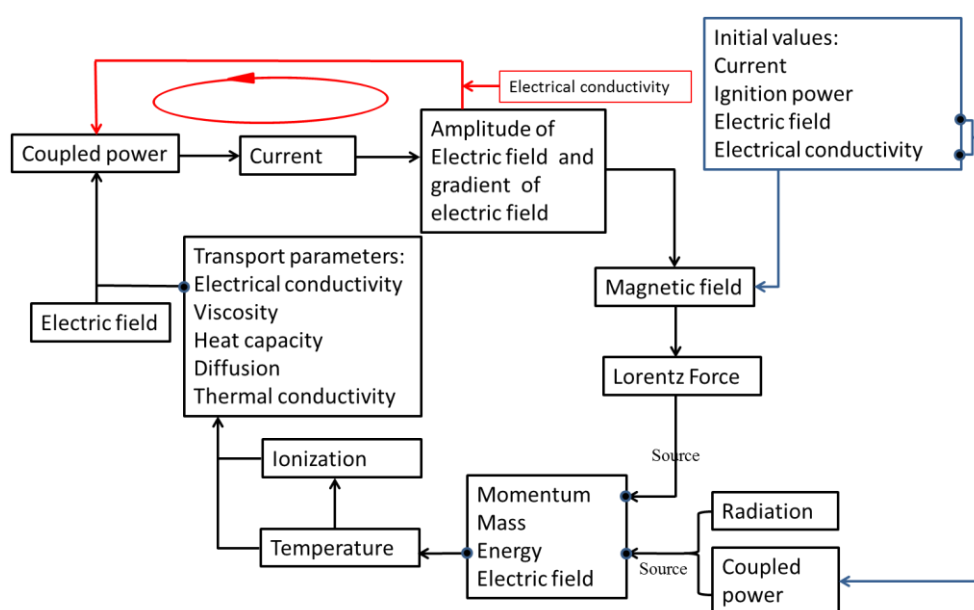 Initial values:
Current
Ignition power
Electric field
Electrical conductivity
Electrical conductivity
Coupled power
Current
Amplitude of
Electric field and
gradient of
electric field
Transport parameters:
Electrical conductivity
Viscosity
Heat capacity
Diffusion
Thermal conductivity
Electric field
Magnetic field
Lorentz Force
Source
Ionization
Momentum
Mass
Energy
Electric field
Radiation
Temperature
Source
Coupled
power